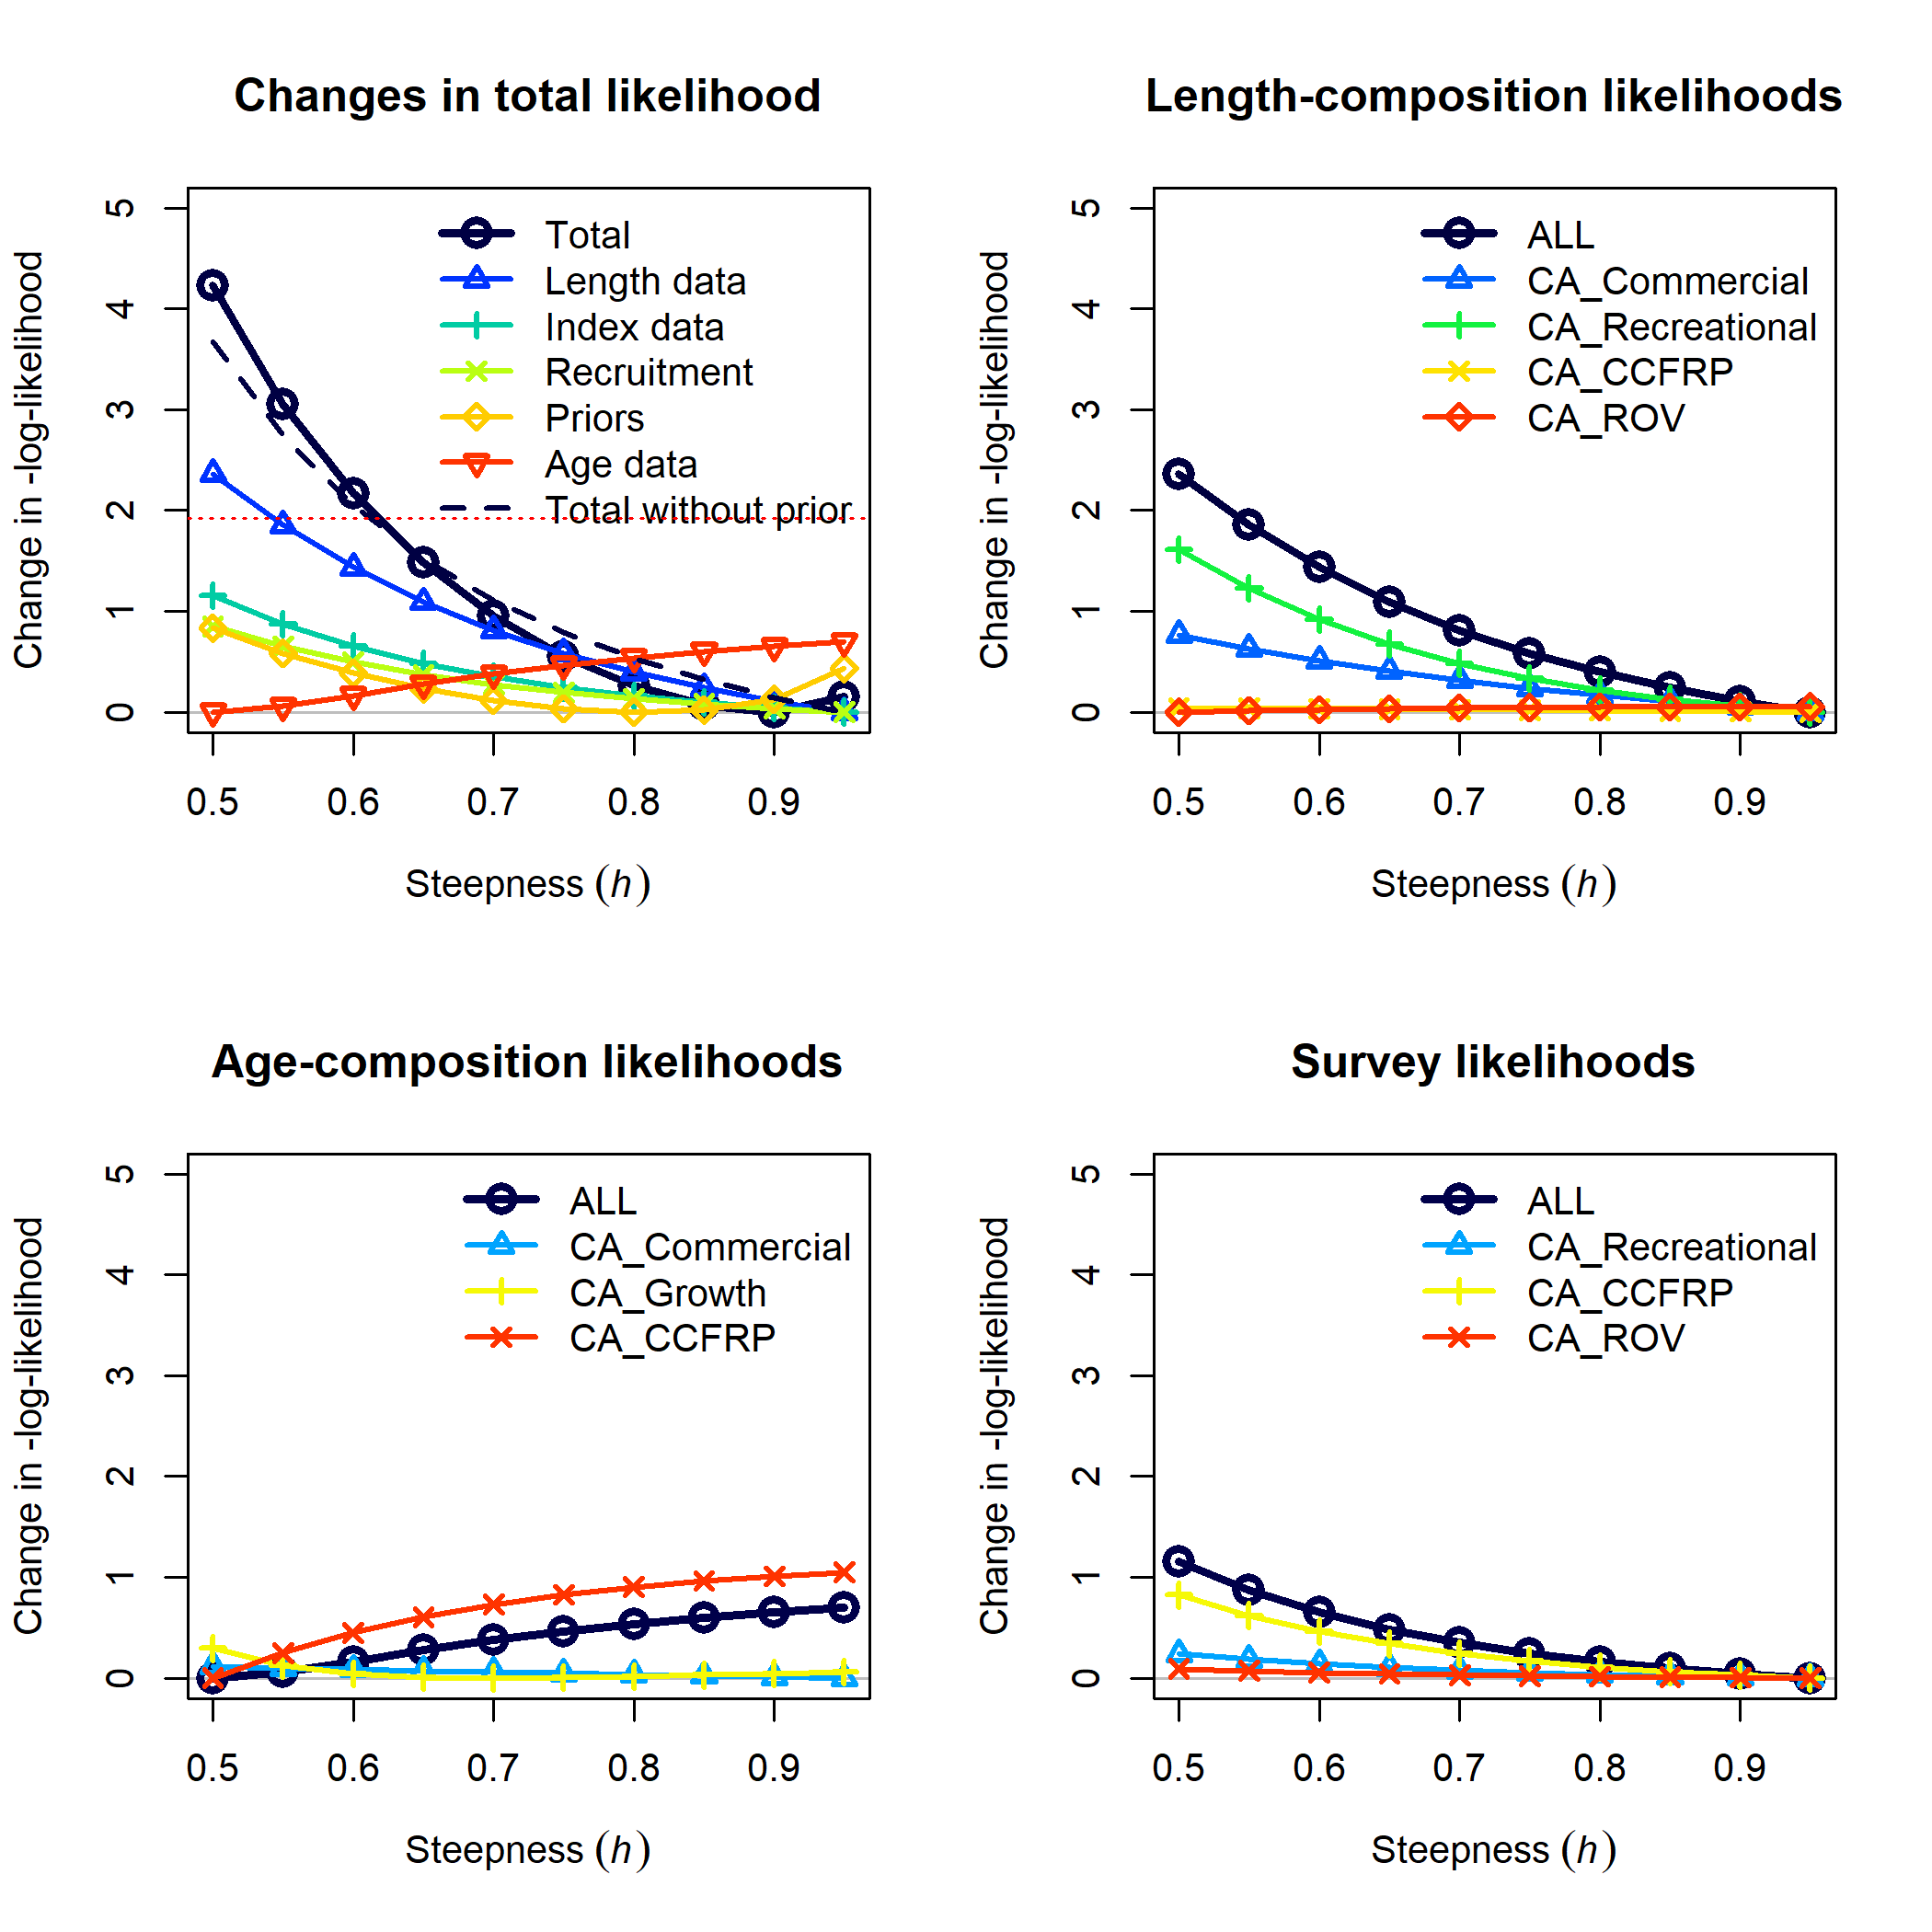 Changes in total likelihood
Change in -log-likelihood
5
4
3
2
1
0
Total
Length data
Index data
Recruitment
Priors
Age data
Total without prior
0.5 0.6 0.7 0.8 0.9
Steepness (h)
Length-composition likelihoods
Change in -log-likelihood
5
4
3
2
1
0
ALL
CA_Commercial
CA_Recreational
CA_CCFRP
CA_ROV
0.5 0.6 0.7 0.8 0.9
Steepness (h)
Age-composition likelihoods
Change in -log-likelihood
5
4
3
2
1
0
ALL
CA_Commercial
CA_Growth
CA_CCFRP
0.5 0.6 0.7 0.8 0.9
Steepness (h)
Survey likelihoods
Change in -log-likelihood
5
4
3
2
1
0
ALL
CA_Recreational
CA_CCFRP
CA_ROV
0.5 0.6 0.7 0.8 0.9
Steepness (h)